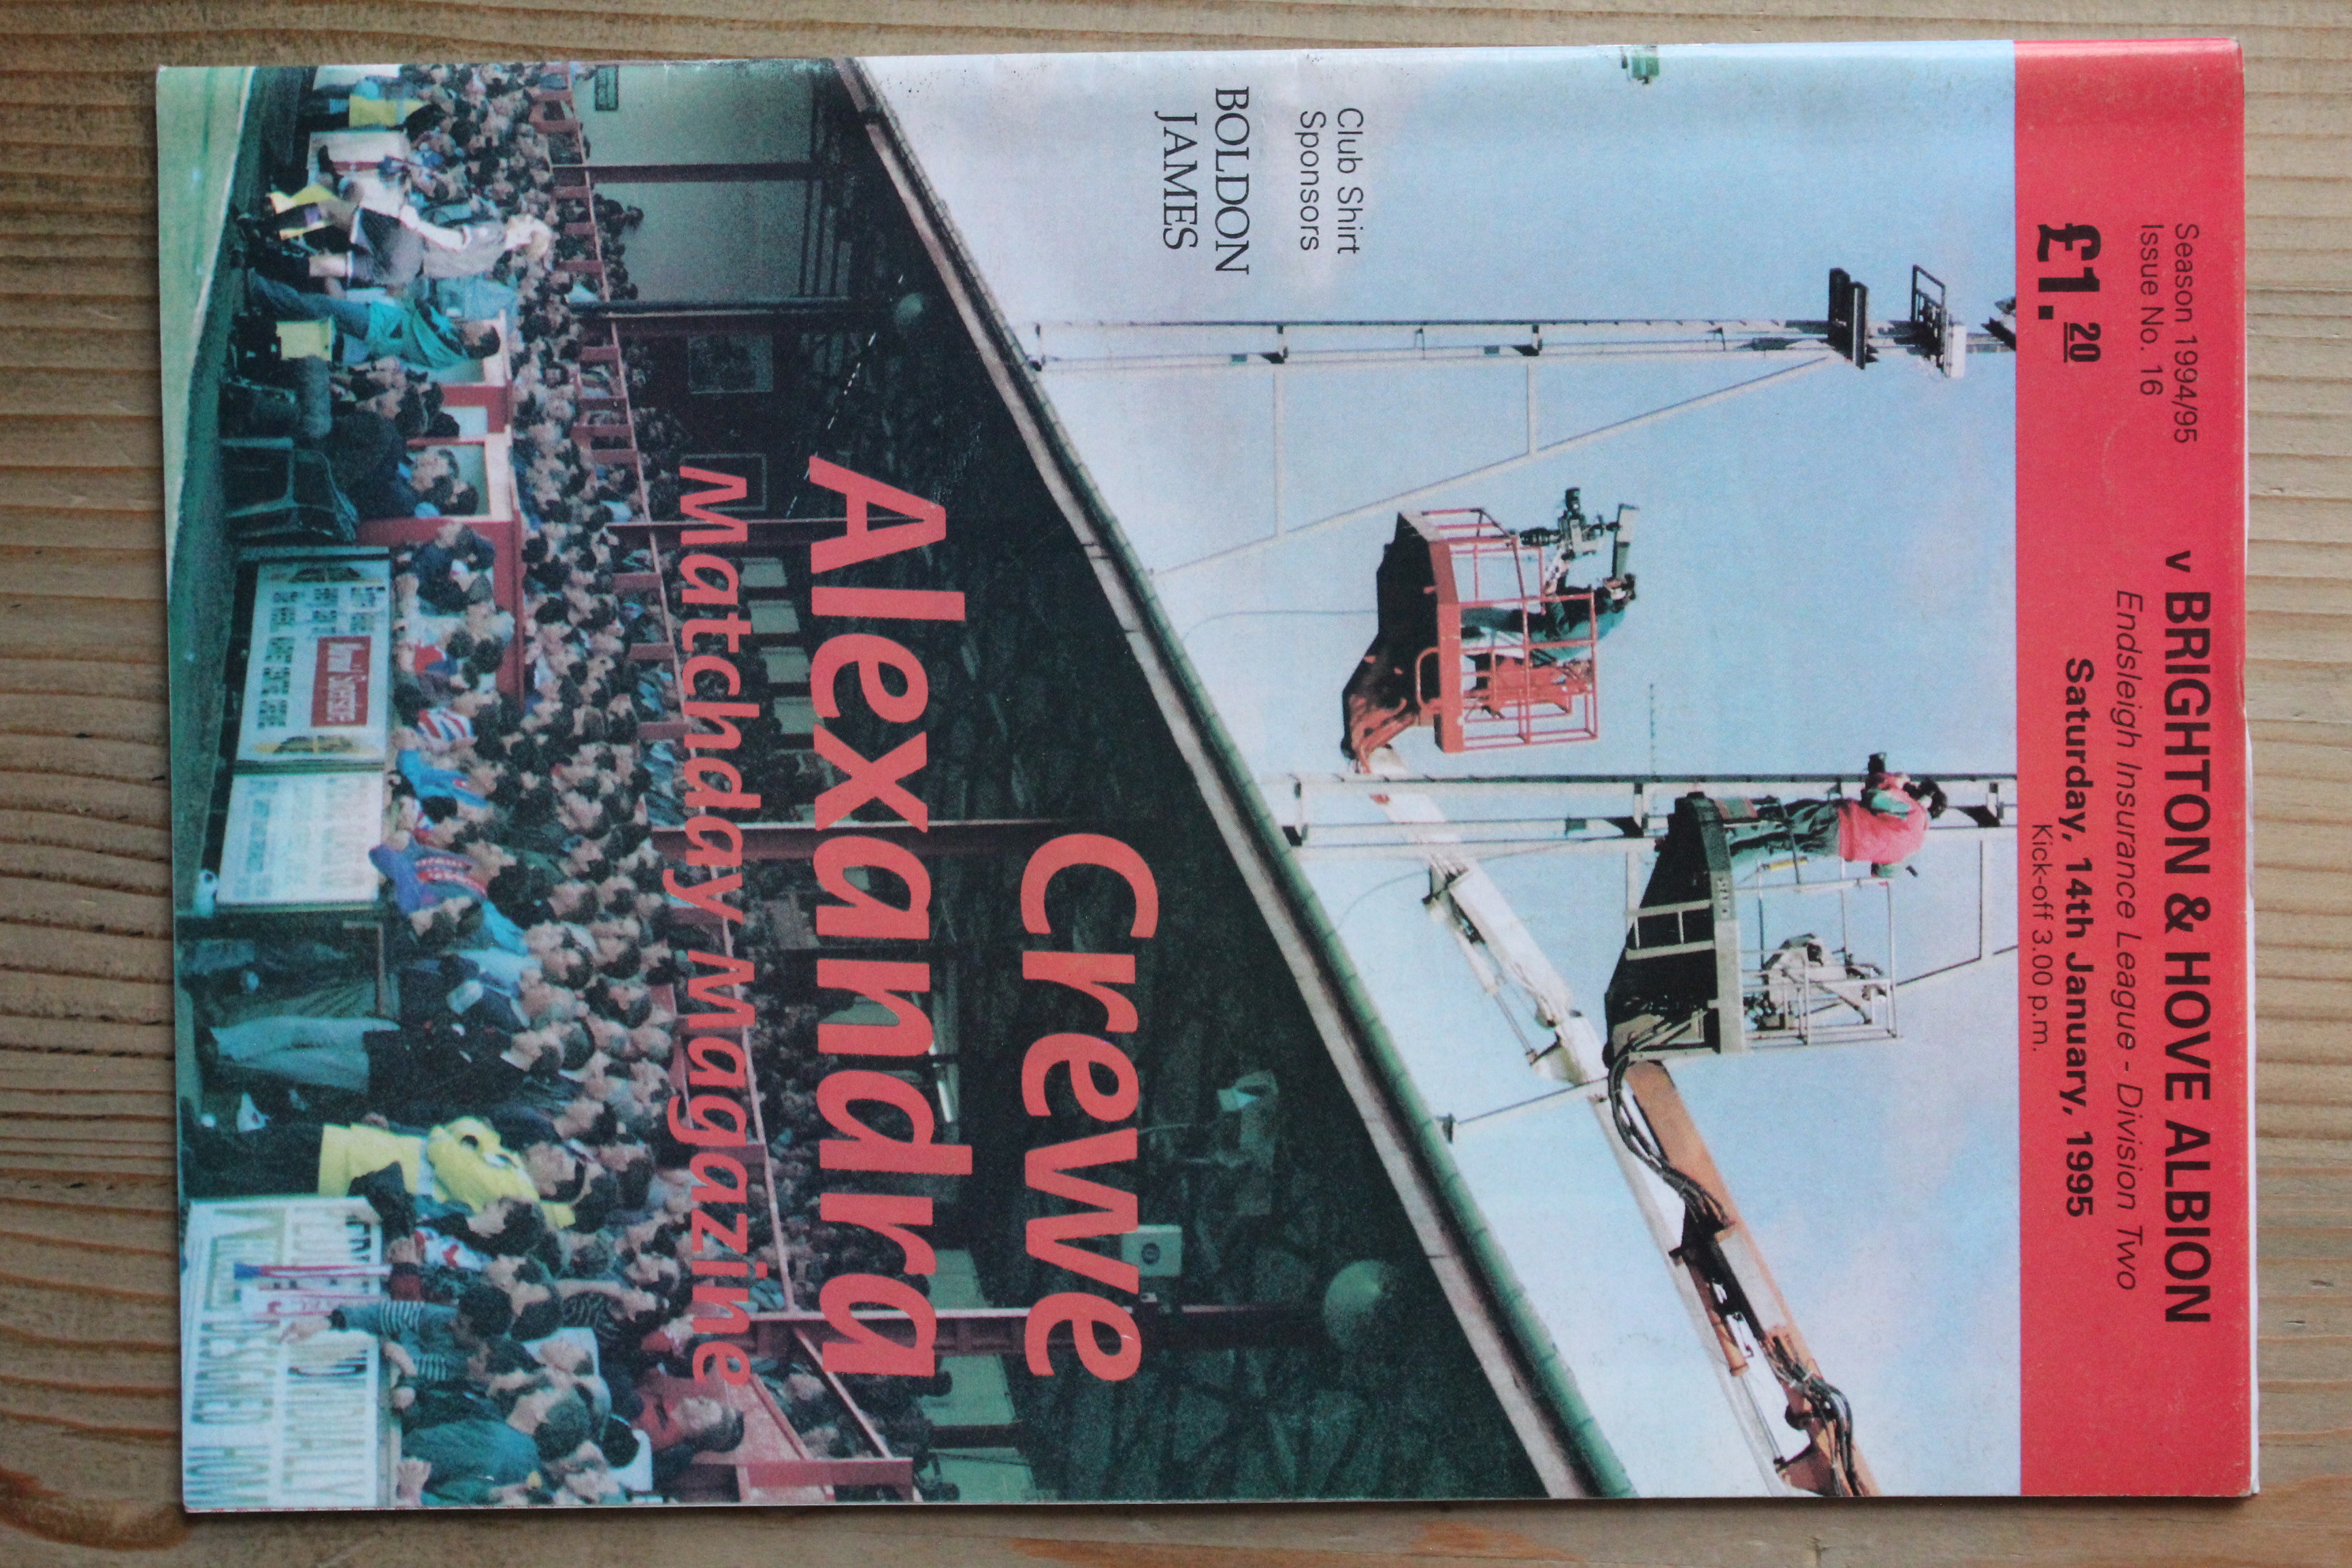 Season 1994/95
Issue No. 16
£1.20
v BRIGHTON & HOVE ALBION
Endsleigh Insurance League - Division Two
Saturday, 14th January, 1995
Kick-off 3.00 p.m.
Club Shirt
Sponsors
BOLDON
JAMES
Crewe
Alexandra
Matchday Magazine